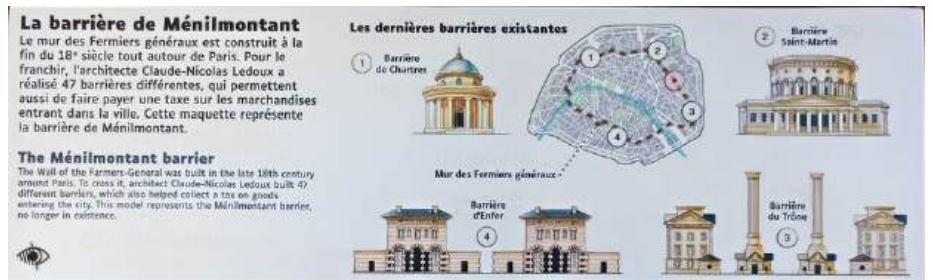 La barrière de Ménilmontant
Le mur des Fermiers généraux est construit à la
fin du 18e siècle tout autour de Paris. Pour le
franchir, l'architecte Claude-Nicolas Ledoux a
réalisé 47 barrières différentes, qui permettent
aussi de faire payer une taxe sur les marchandises
entrant dans la ville. Cette maquette représente
la barrière de Ménilmontant.
The Ménilmontant barrier
The Wall of the Farmers-General was built in the late 18th century
around Paris. To cross it, architect Claude-Nicolas Ledoux built 47
different barriers, which also helped collect a tax on goods
entering the city. This model represents the Ménilmontant barrier,
no longer in existence.
Les dernières barrières existantes
1
Barrière
de Chartres
1
2
3
4
Mur des Fermiers généraux
2
Barrière
Saint-Martin
Barrière
d'Enfer
4
Barrière
du Trône
3